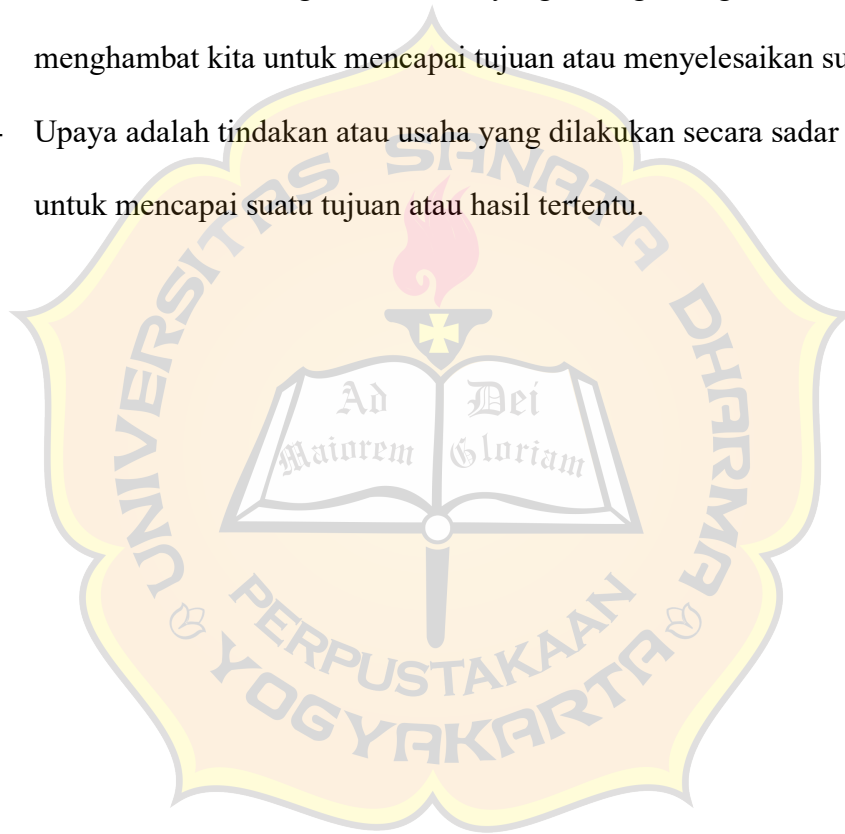 menghambat kita untuk mencapai tujuan atau menyelesaikan su
- Upaya adalah tindakan atau usaha yang dilakukan secara sadar
untuk mencapai suatu tujuan atau hasil tertentu.
UNIVERSITAS SANATA DHARMA
Ad Dei
Maiorem Gloriam
PERPUSTAKAAN
YOGYAKARTA